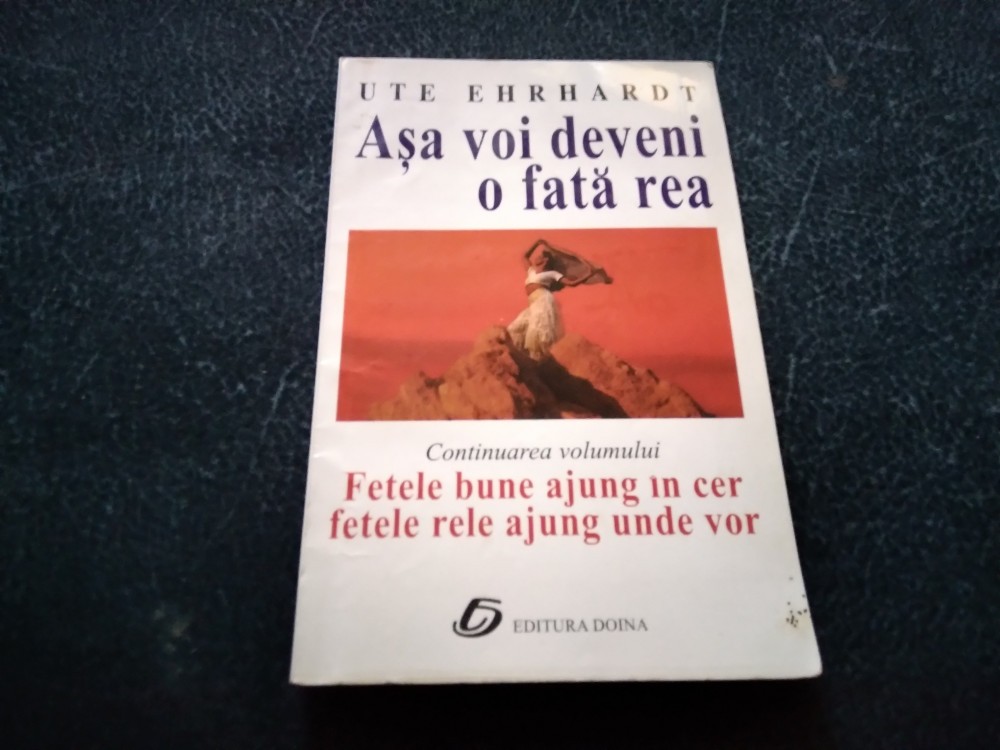 UTE EHRHARDT
Așa voi deveni
o fată rea
Continuarea volumului
Fetele bune ajung in cer
fetele rele ajung unde vor
EDITURA DOINA